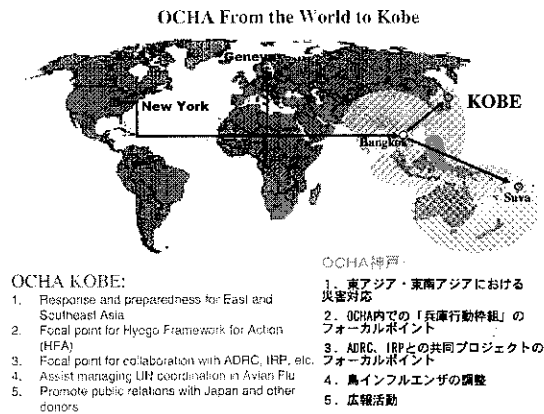 OCHA From the World to Kobe
Geneva
New York
KOBE
Bangkok
Suva
OCHA KOBE:
1. Response and preparedness for East and
Southeast Asia
2. Focal point for Hyogo Framework for Action
(HFA)
3. Focal point for collaboration with ADRC, IRP, etc.
4. Assist managing UN coordination in Avian Flu
5. Promote public relations with Japan and other
donors
OCHA神戸:
1. 東アジア・東南アジアにおける
災害対応
2. OCHA内での「兵庫行動枠組」の
フォーカルポイント
3. ADRC、IRPとの共同プロジェクトの
フォーカルポイント
4. 鳥インフルエンザの調整
5. 広報活動